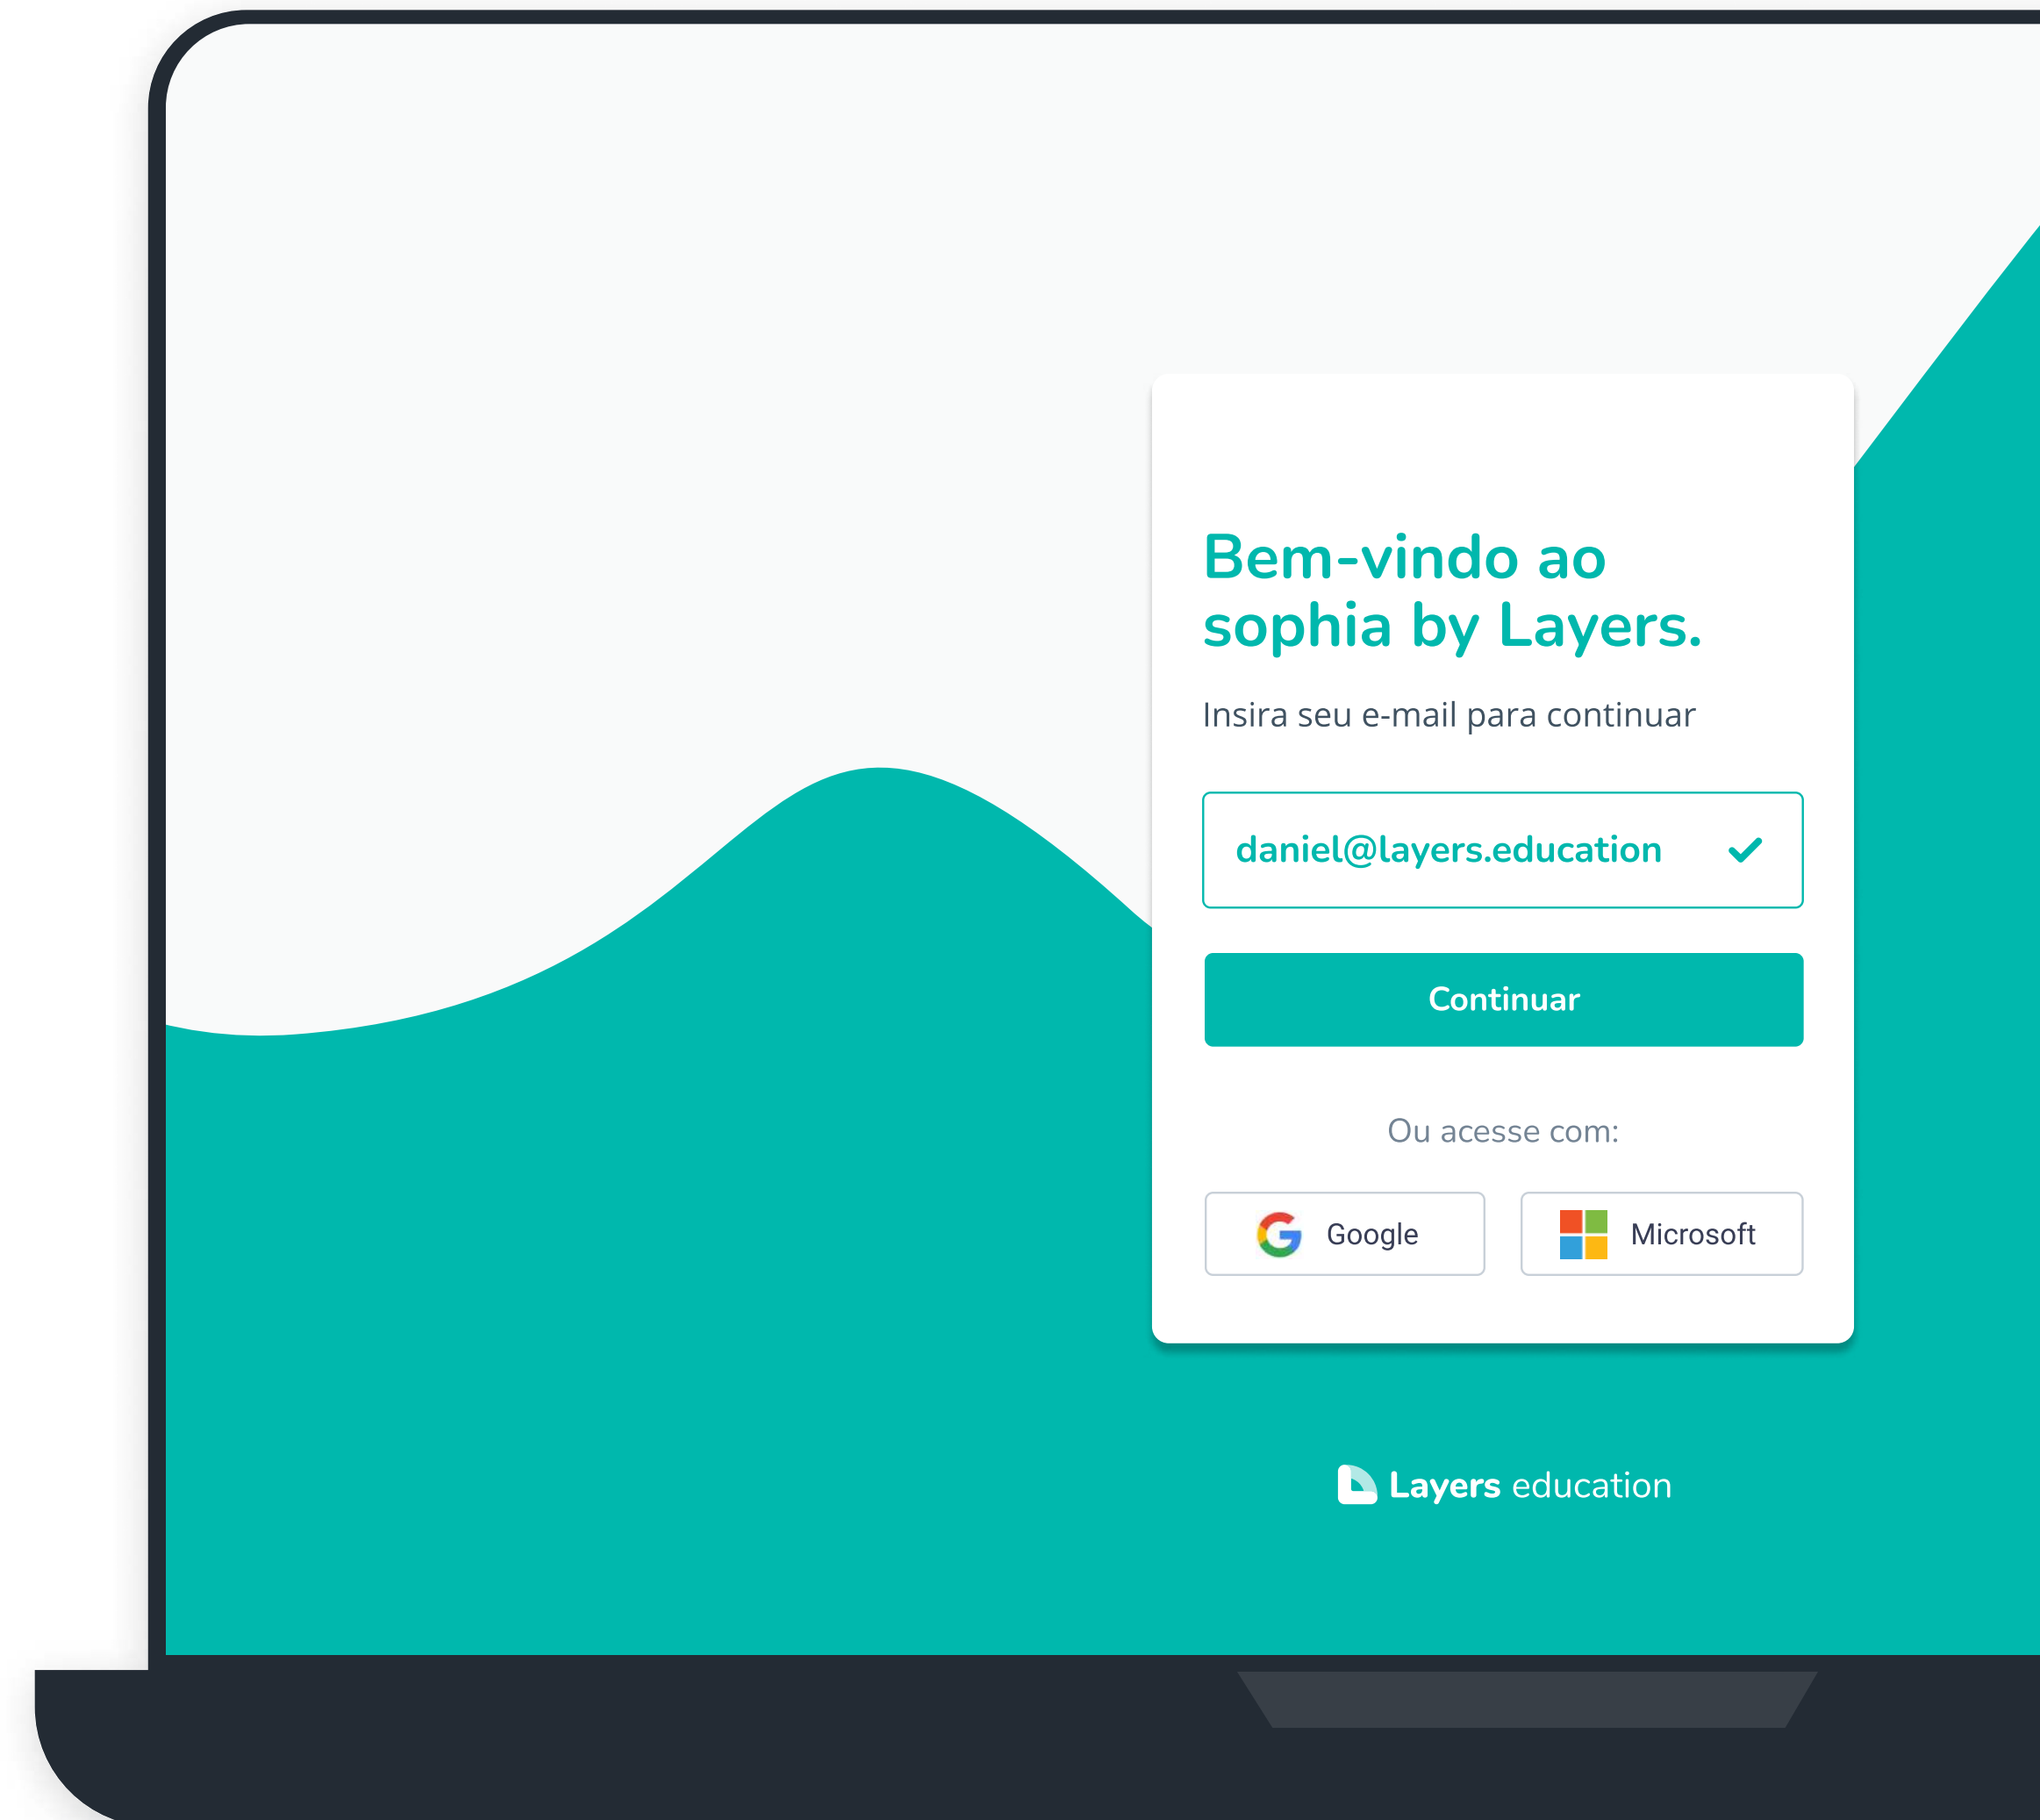 Bem-vindo ao
sophia by Layers.
Insira seu e-mail para continuar
daniel@layers.education
Continuar
Ou acesse com:
Google
Microsoft
Layers education